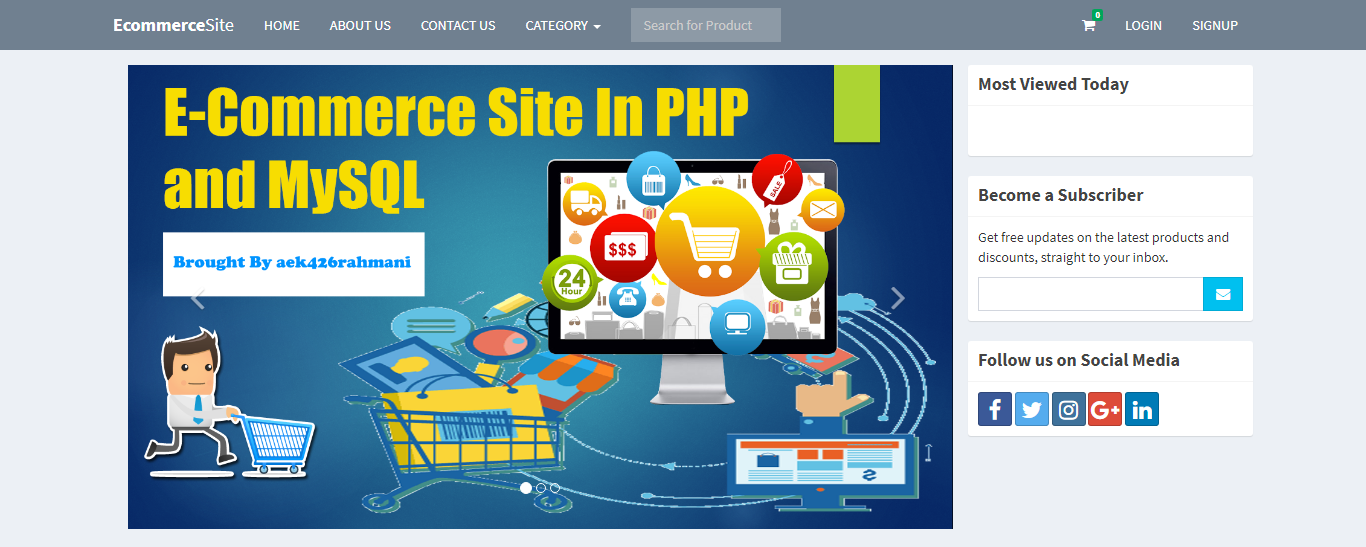 EcommerceSite HOME ABOUT US CONTACT US CATEGORY Search for Product 0 LOGIN SIGNUP
E-Commerce Site In PHP
and MySQL
Brought By aek426rahmani
SALE
$$$
24
Hour
Most Viewed Today
Become a Subscriber
Get free updates on the latest products and
discounts, straight to your inbox.
Follow us on Social Media